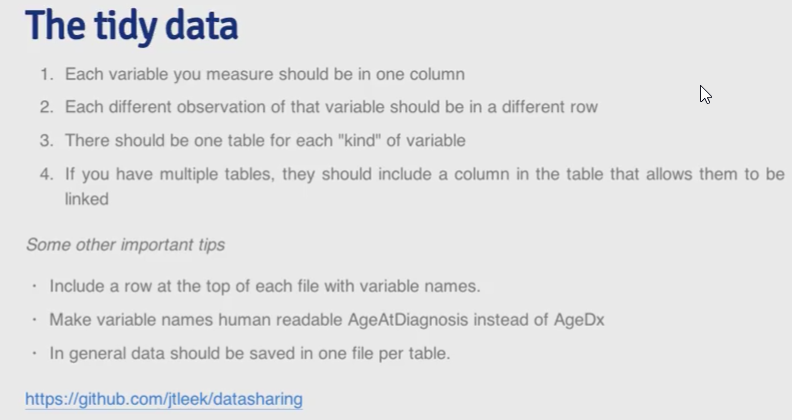 The tidy data
1. Each variable you measure should be in one column
2. Each different observation of that variable should be in a different row
3. There should be one table for each "kind" of variable
4. If you have multiple tables, they should include a column in the table that allows them to be
linked
Some other important tips
· Include a row at the top of each file with variable names.
· Make variable names human readable AgeAtDiagnosis instead of AgeDx
· In general data should be saved in one file per table.
https://github.com/jtleek/datasharing